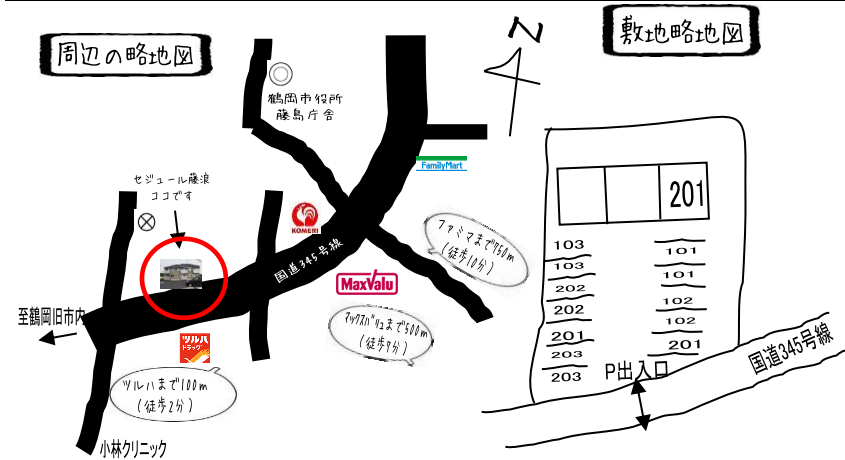 周辺の略地図
鶴岡市役所
藤島庁舎
FamilyMart
セジュール藤浪
ココです
KOMERI
国道345号線
ファミマまで750m
(徒歩10分)
MaxValu
マックスバリュまで500m
(徒歩7分)
至鶴岡旧市内
ツルハ
ドラッグ
ツルハまで100m
(徒歩2分)
小林クリニック
N
敷地略地図
201
103
103
202
202
201
203
203
101
101
102
102
201
P出入口
国道345号線